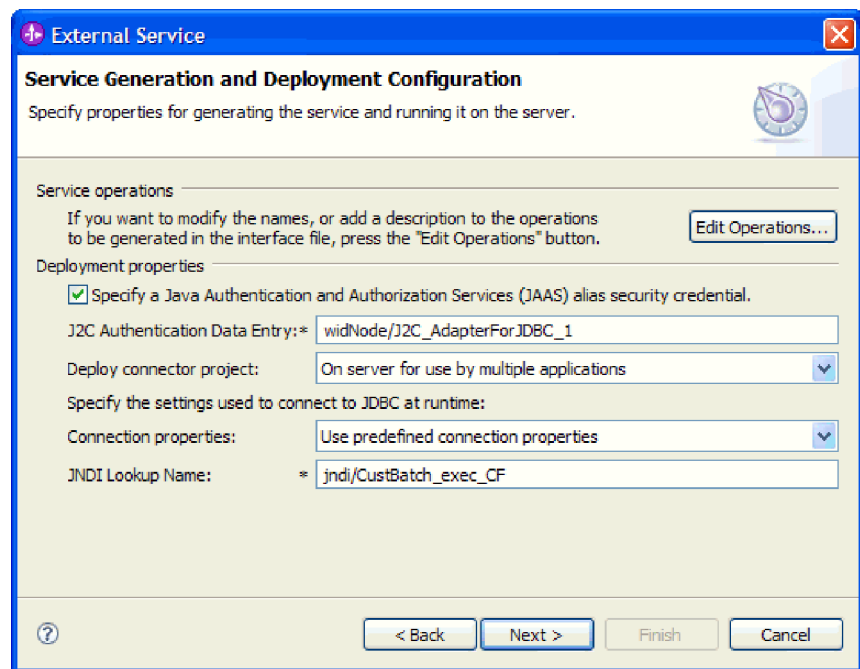 External Service
Service Generation and Deployment Configuration
Specify properties for generating the service and running it on the server.
Service operations
If you want to modify the names, or add a description to the operations
to be generated in the interface file, press the "Edit Operations" button.
Edit Operations...
Deployment properties
Specify a Java Authentication and Authorization Services (JAAS) alias security credential.
J2C Authentication Data Entry:* widNode/J2C_AdapterForJDBC_1
Deploy connector project: On server for use by multiple applications
Specify the settings used to connect to JDBC at runtime:
Connection properties: Use predefined connection properties
JNDI Lookup Name: * jndi/CustBatch_exec_CF
? < Back Next > Finish Cancel